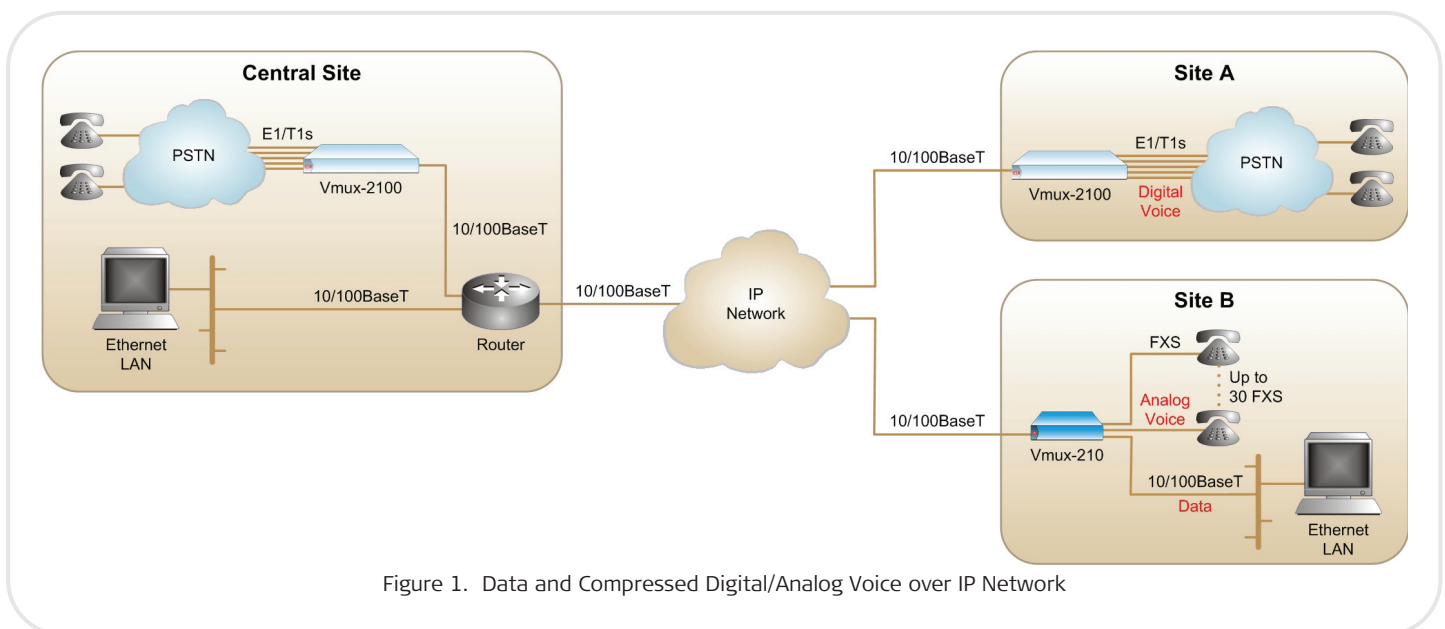 Central Site
PSTN
E1/T1s
Vmux-2100
10/100BaseT
10/100BaseT
Ethernet
LAN
Router
10/100BaseT
IP
Network
10/100BaseT
10/100BaseT
Site A
Vmux-2100
E1/T1s
Digital
Voice
PSTN
Site B
FXS
Up to
30 FXS
Analog
Voice
Vmux-210
10/100BaseT
Data
Ethernet
LAN
Figure 1. Data and Compressed Digital/Analog Voice over IP Network